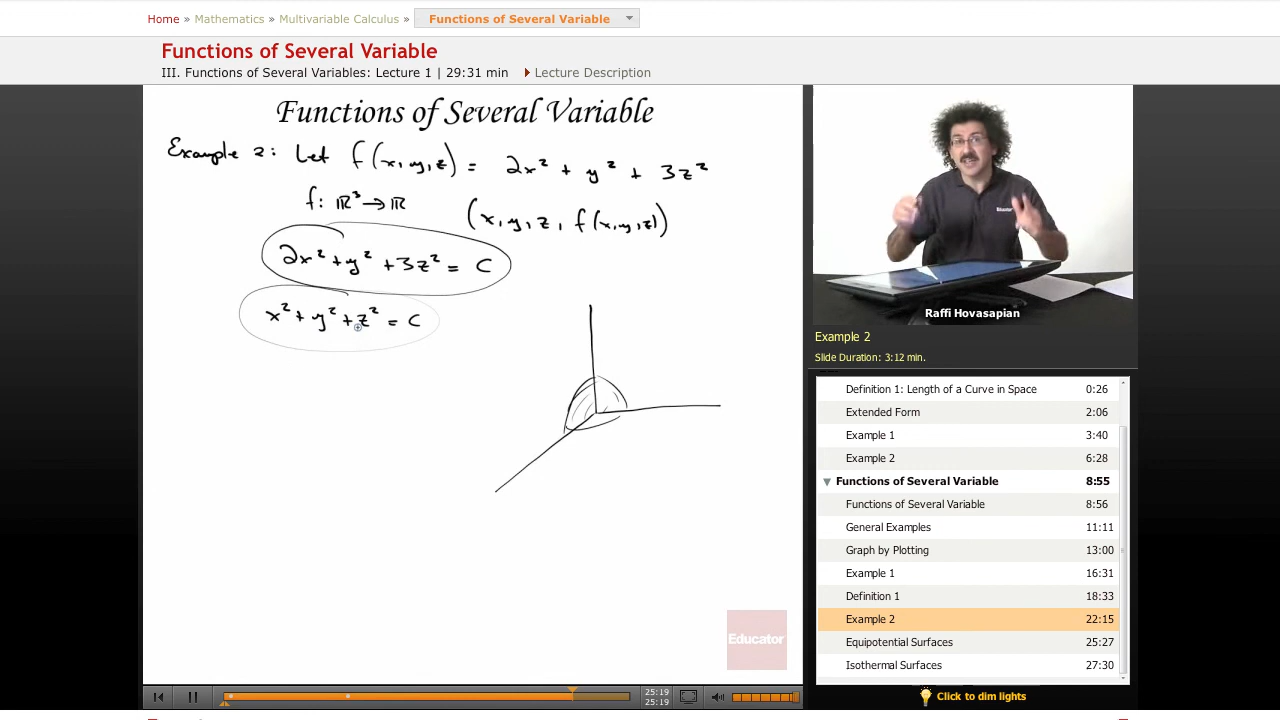 Home » Mathematics » Multivariable Calculus » Functions of Several Variable
Functions of Several Variable
III. Functions of Several Variables: Lecture 1 | 29:31 min Lecture Description
Functions of Several Variable
Example 2: Let f(x, y, z) = 2x² + y² + 3z²
f: ℝ³ → ℝ
(x, y, z, f(x,y,z))
2x² + y² + 3z² = C
x² + y² + z² = C
Educator
Educator
Raffi Hovasapian
Example 2
Slide Duration: 3:12 min.
Definition 1: Length of a Curve in Space 0:26
Extended Form 2:06
Example 1 3:40
Example 2 6:28
Functions of Several Variable 8:55
Functions of Several Variable 8:56
General Examples 11:11
Graph by Plotting 13:00
Example 1 16:31
Definition 1 18:33
Example 2 22:15
Equipotential Surfaces 25:27
Isothermal Surfaces 27:30
25:19
25:19
Click to dim lights